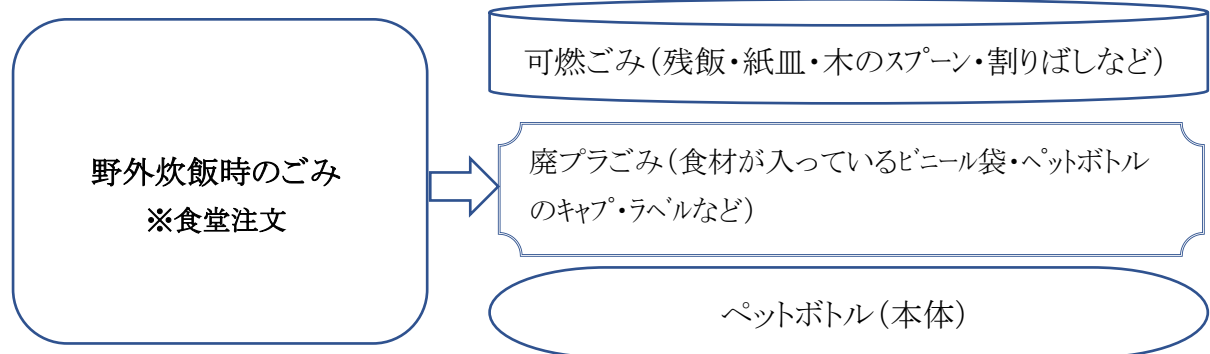 野外炊飯時のごみ
※食堂注文
可燃ごみ(残飯・紙皿・木のｽﾌﾟｰﾝ・割りばしなど)
廃プラごみ(食材が入っているﾋﾞﾆｰﾙ袋・ﾍﾟｯﾄﾎﾞﾄﾙ
のｷｬﾌﾟ・ﾗﾍﾞﾙなど)
ペットボトル(本体)